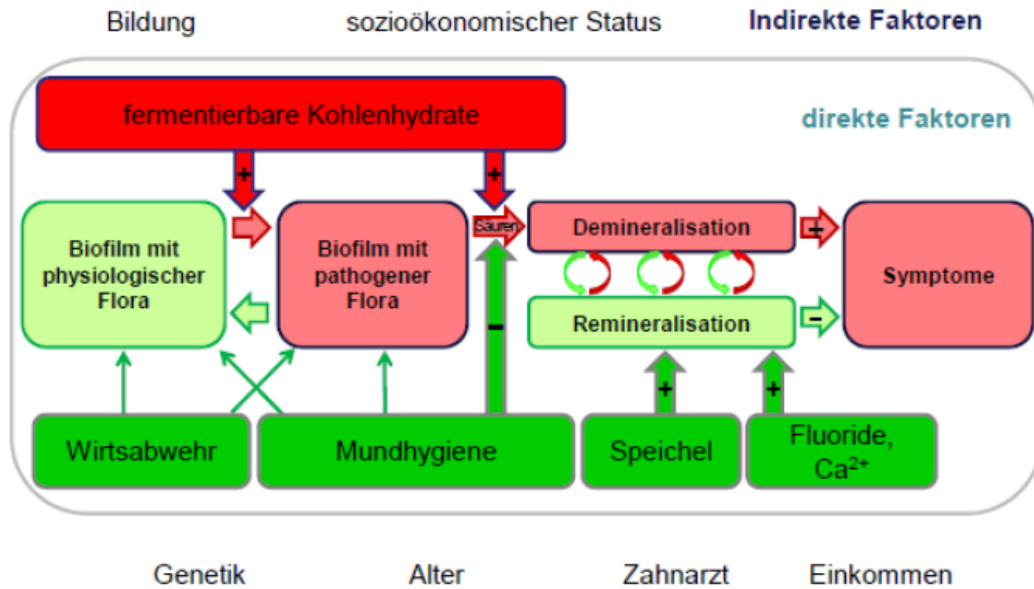 Bildung sozioökonomischer Status Indirekte Faktoren
fermentierbare Kohlenhydrate
direkte Faktoren
+ +
Biofilm mit
physiologischer
Flora
Biofilm mit
pathogener
Flora
Säuren
Demineralisation
+
Remineralisation
-
Symptome
-
+ +
Wirtsabwehr
Mundhygiene
Speichel
Fluoride,
Ca²⁺
Genetik Alter Zahnarzt Einkommen